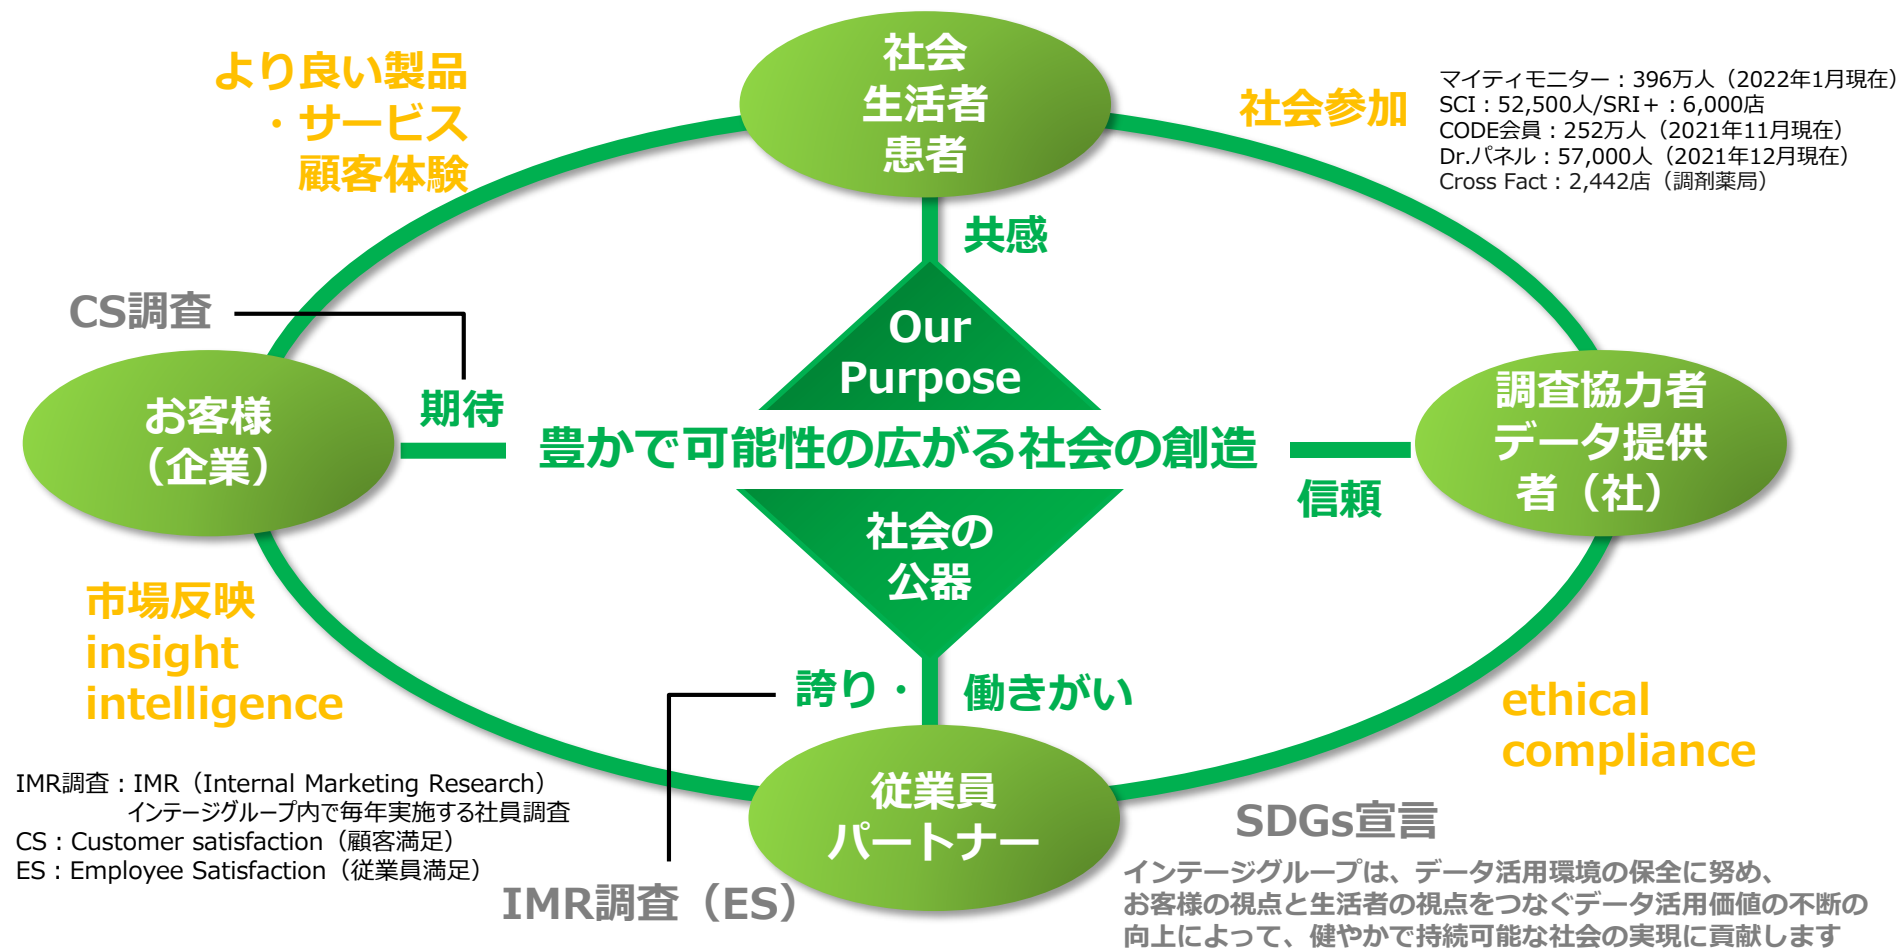 社会
生活者
患者
より良い製品
・サービス
顧客体験
社会参加
マイティモニター：396万人（2022年1月現在）
SCI：52,500人/SRI＋：6,000店
CODE会員：252万人（2021年11月現在）
Dr.パネル：57,000人（2021年12月現在）
Cross Fact：2,442店（調剤薬局）
共感
CS調査
Our
Purpose
お客様
（企業）
期待
豊かで可能性の広がる社会の創造
信頼
調査協力者
データ提供
者（社）
社会の
公器
市場反映
insight
intelligence
誇り・ 働きがい
ethical
compliance
従業員
パートナー
IMR調査：IMR（Internal Marketing Research）
インテージグループ内で毎年実施する社員調査
CS：Customer satisfaction（顧客満足）
ES：Employee Satisfaction（従業員満足）
IMR調査（ES）
SDGs宣言
インテージグループは、データ活用環境の保全に努め、
お客様の視点と生活者の視点をつなぐデータ活用価値の不断の
向上によって、健やかで持続可能な社会の実現に貢献します